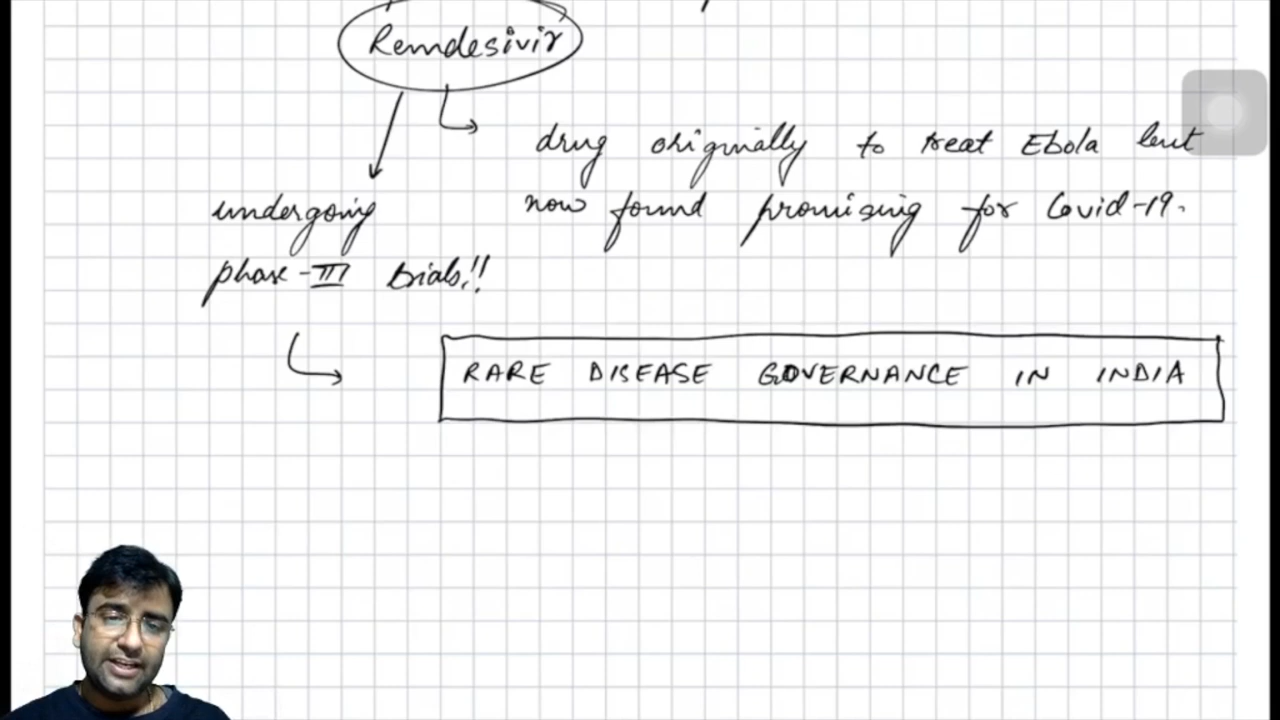 Remdesivir
drug originally to treat Ebola but
now found promising for Covid-19.
undergoing
phase-III trials!!
RARE DISEASE GOVERNANCE IN INDIA